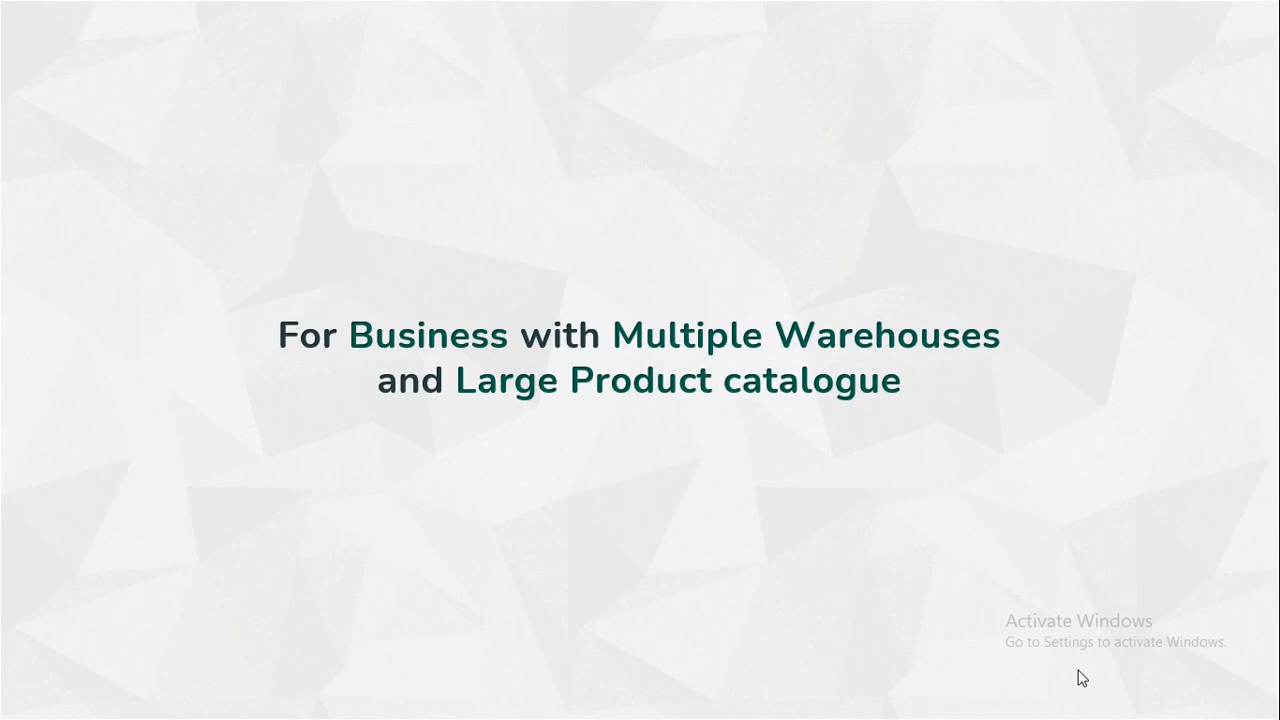 For Business with Multiple Warehouses
and Large Product catalogue
Activate Windows
Go to Settings to activate Windows.